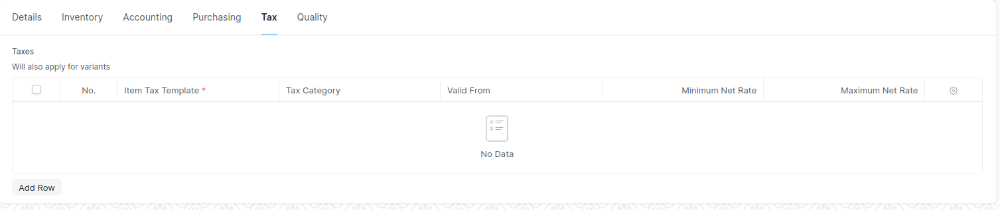 Details Inventory Accounting Purchasing Tax Quality
Taxes
Will also apply for variants
No. Item Tax Template * Tax Category Valid From Minimum Net Rate Maximum Net Rate
No Data
Add Row